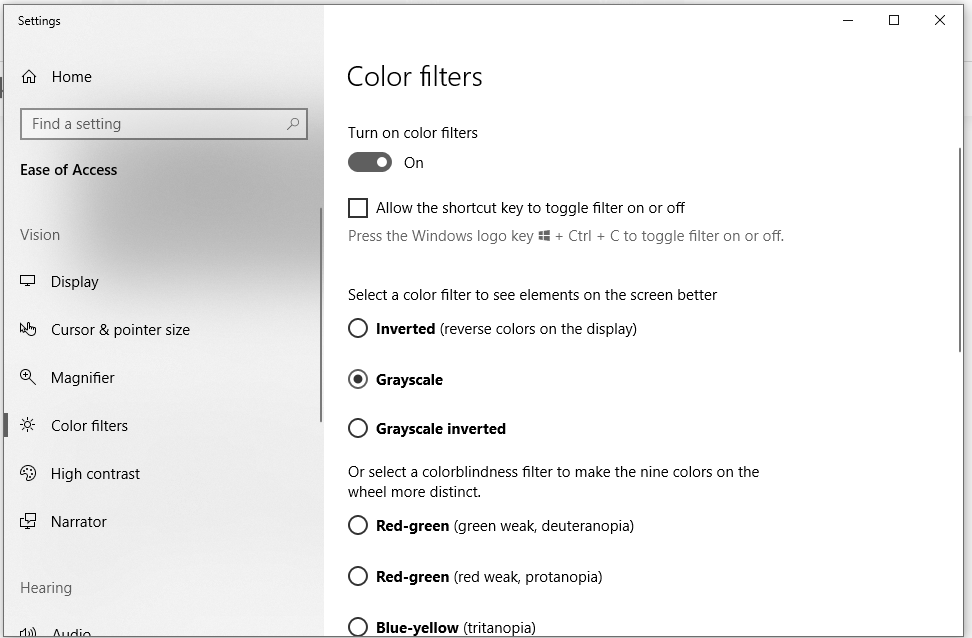 Settings
Home
Find a setting
Ease of Access
Vision
Display
Cursor & pointer size
Magnifier
Color filters
High contrast
Narrator
Hearing
Audio
Color filters
Turn on color filters
On
Allow the shortcut key to toggle filter on or off
Press the Windows logo key + Ctrl + C to toggle filter on or off.
Select a color filter to see elements on the screen better
Inverted (reverse colors on the display)
Grayscale
Grayscale inverted
Or select a colorblindness filter to make the nine colors on the
wheel more distinct.
Red-green (green weak, deuteranopia)
Red-green (red weak, protanopia)
Blue-yellow (tritanopia)